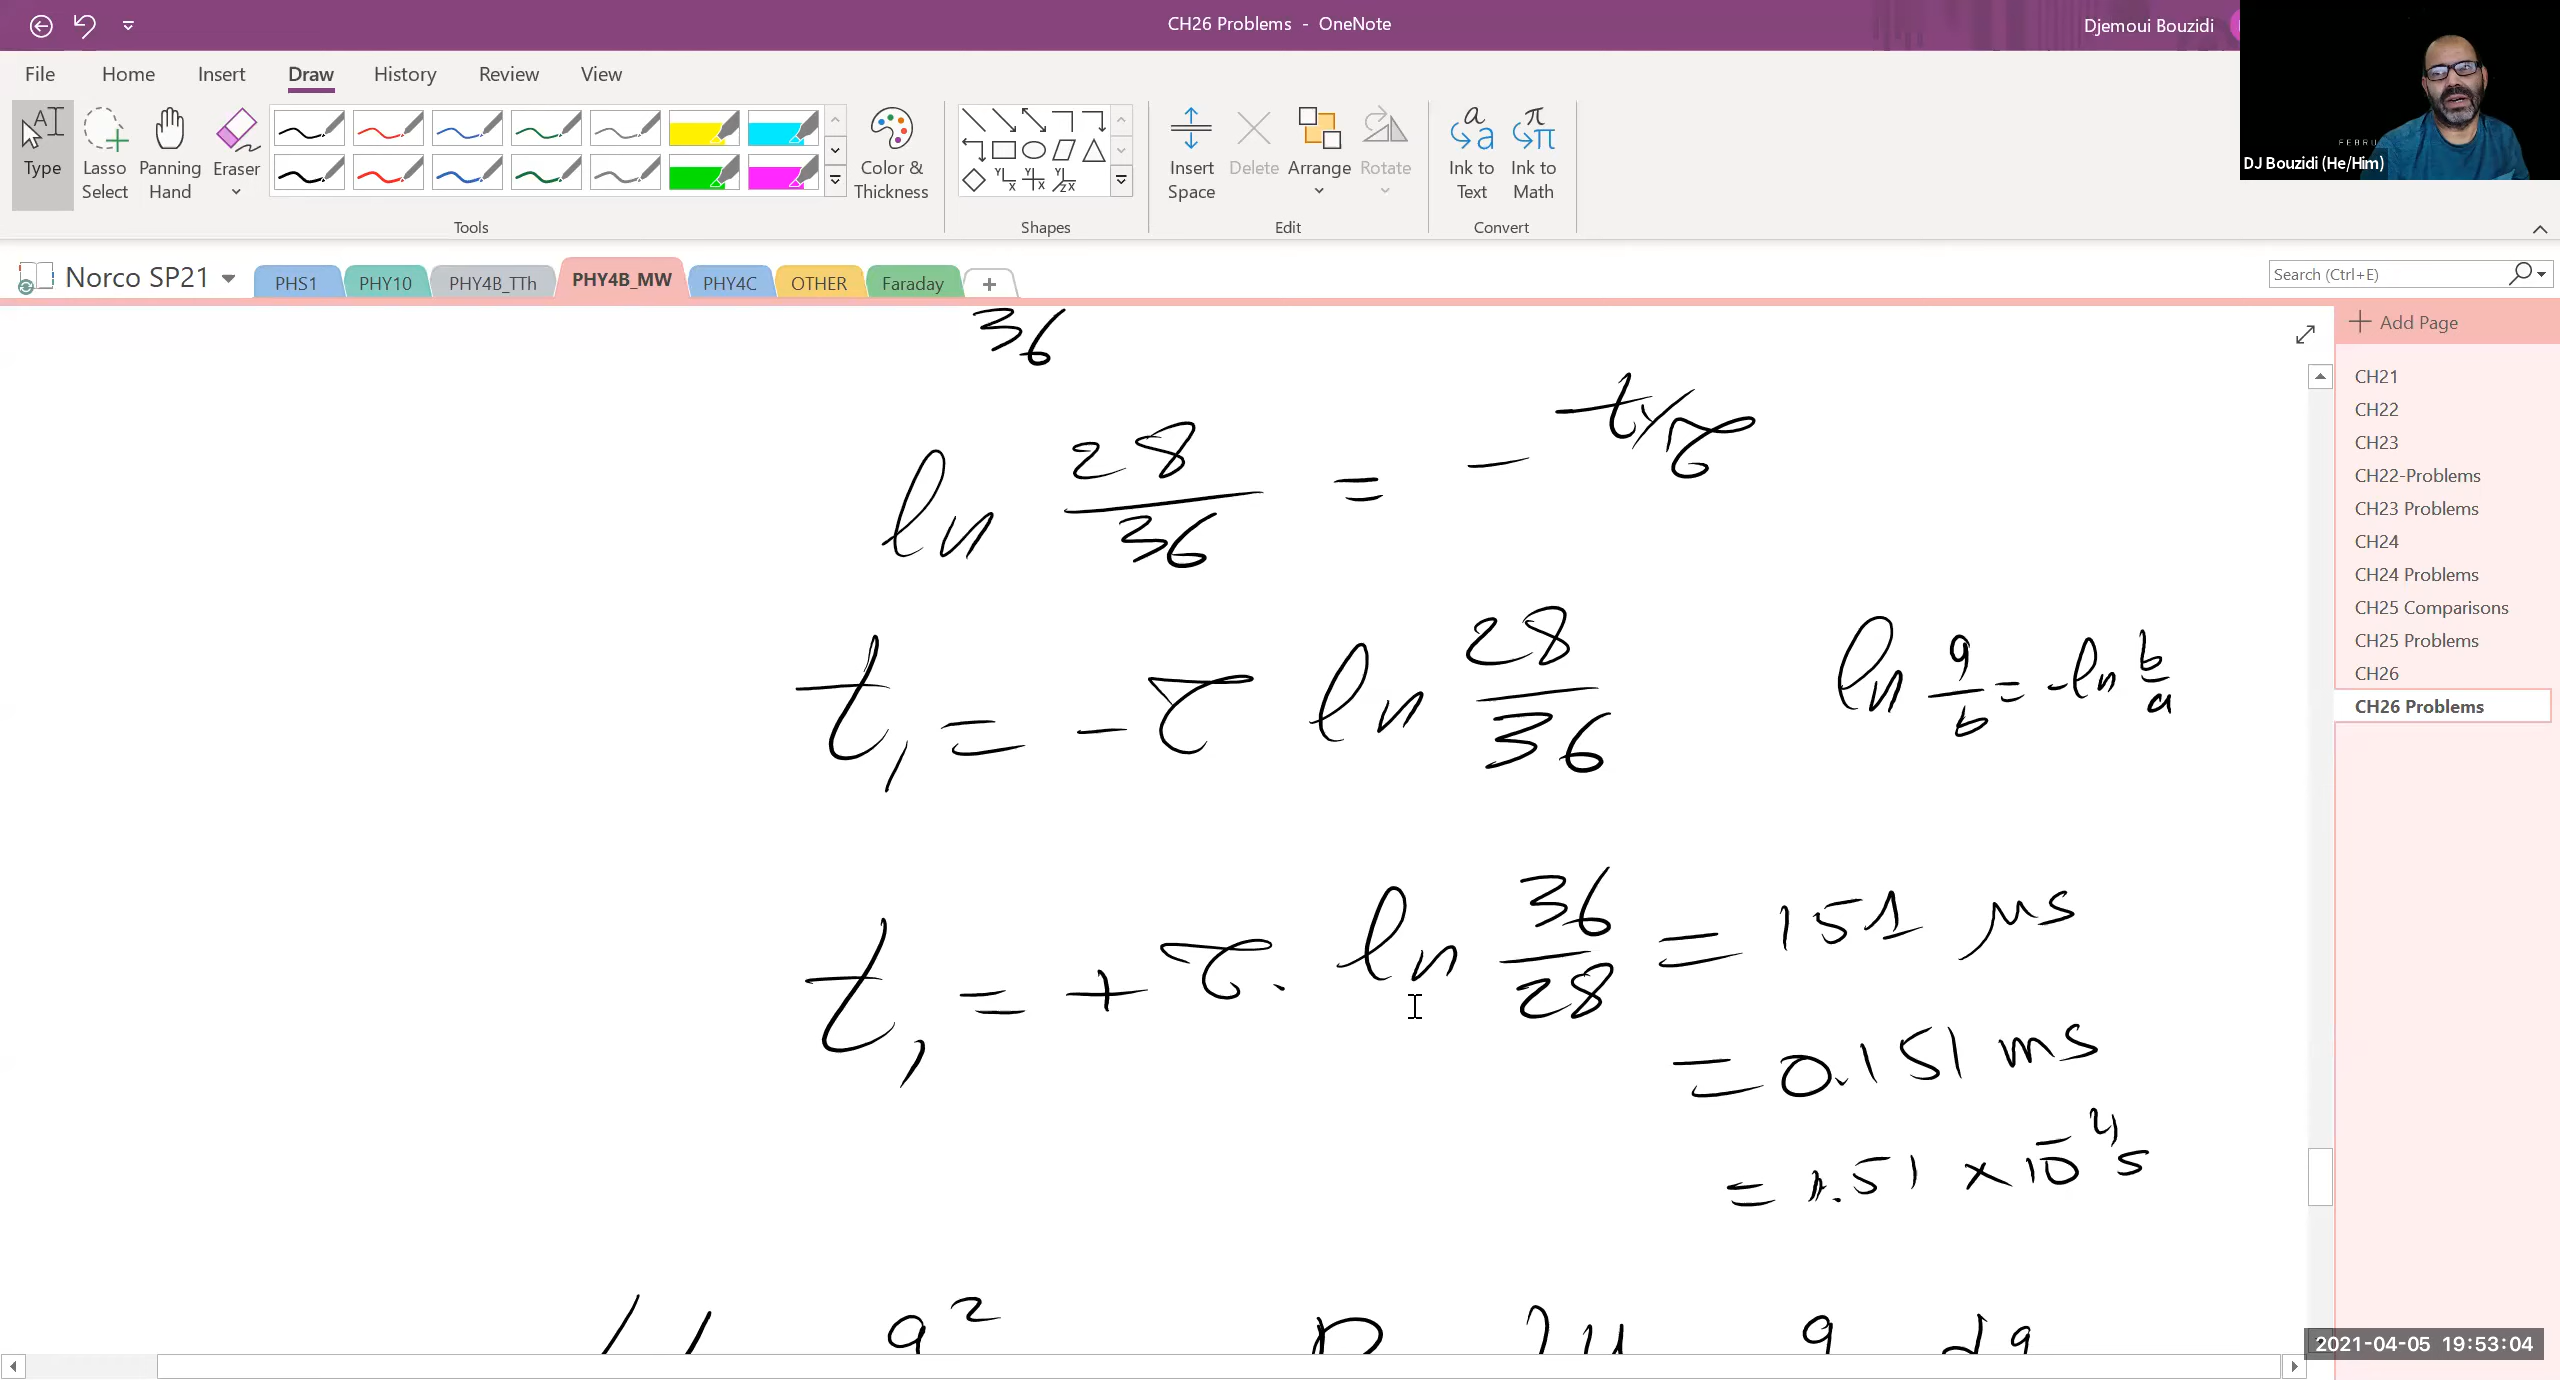 CH26 Problems - OneNote
Djemoui Bouzidi
File Home Insert Draw History Review View
FEBRU
DJ Bouzidi (He/Him)
Type
Lasso Select
Panning Hand
Eraser
Color & Thickness
Insert Space
Delete
Arrange
Rotate
Ink to Text
Ink to Math
Tools
Shapes
Edit
Convert
Norco SP21
PHS1 PHY10 PHY4B_TTh PHY4B_MW PHY4C OTHER Faraday +
Search (Ctrl+E)
Add Page
CH21
CH22
CH23
CH22-Problems
CH23 Problems
CH24
CH24 Problems
CH25 Comparisons
CH25 Problems
CH26
CH26 Problems
36
ln 28/36 = - t₁/τ
t₁ = - τ ln 28/36
ln a/b = -ln b/a
t₁ = + τ. ln 36/28 = 151 μs
= 0.151 ms
= 1.51 × 10⁻⁴ s
2021-04-05 19:53:04